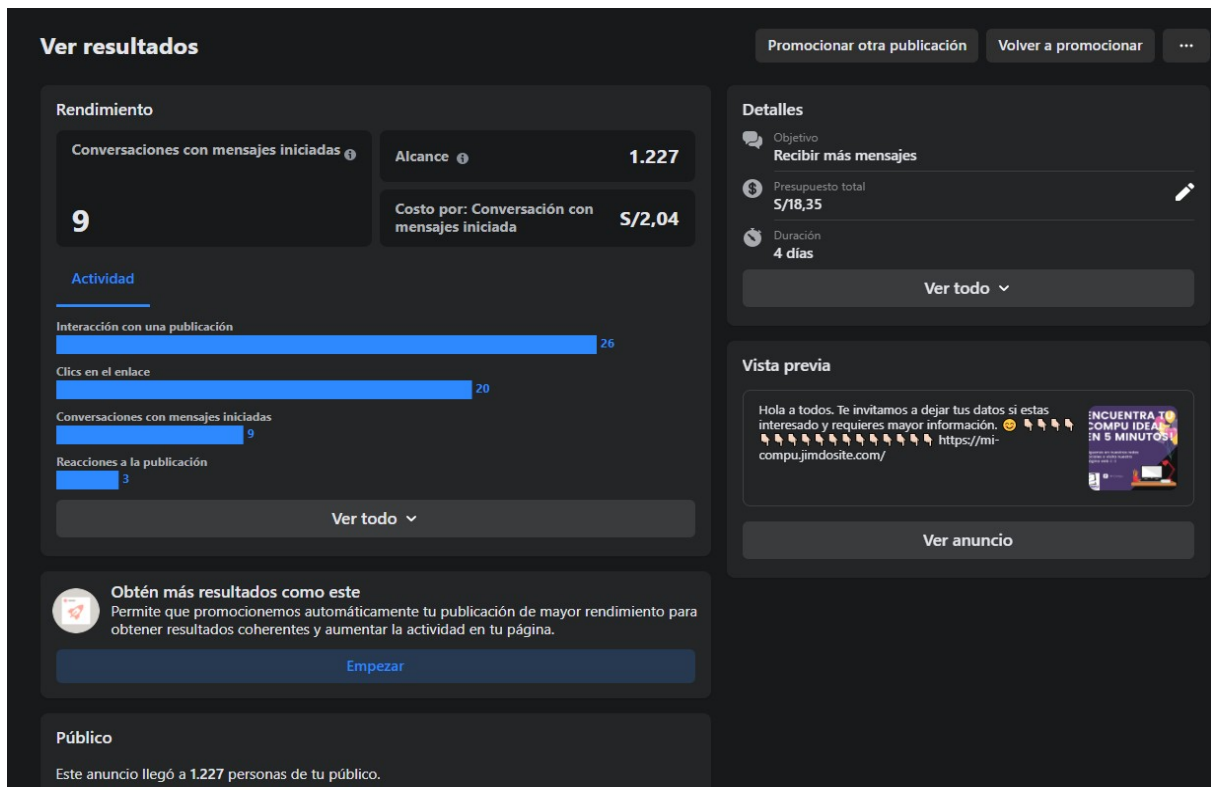 Ver resultados
Promocionar otra publicación
Volver a promocionar
...
Rendimiento
Conversaciones con mensajes iniciadas
9
Alcance
1.227
Costo por: Conversación con
mensajes iniciada
S/2,04
Actividad
Interacción con una publicación
26
Clics en el enlace
20
Conversaciones con mensajes iniciadas
9
Reacciones a la publicación
3
Ver todo
Obtén más resultados como este
Permite que promocionemos automáticamente tu publicación de mayor rendimiento para
obtener resultados coherentes y aumentar la actividad en tu página.
Empezar
Público
Este anuncio llegó a 1.227 personas de tu público.
Detalles
Objetivo
Recibir más mensajes
Presupuesto total
S/18,35
Duración
4 días
Ver todo
Vista previa
Hola a todos. Te invitamos a dejar tus datos si estas
interesado y requieres mayor información. 😊 👇🏻👇🏻👇🏻👇🏻
👇🏻👇🏻👇🏻👇🏻👇🏻👇🏻👇🏻👇🏻👇🏻👇🏻👇🏻👇🏻👇🏻 https://mi-
compu.jimdosite.com/
ENCUENTRA TU
COMPU IDEAL
EN 5 MINUTOS!
Ver anuncio